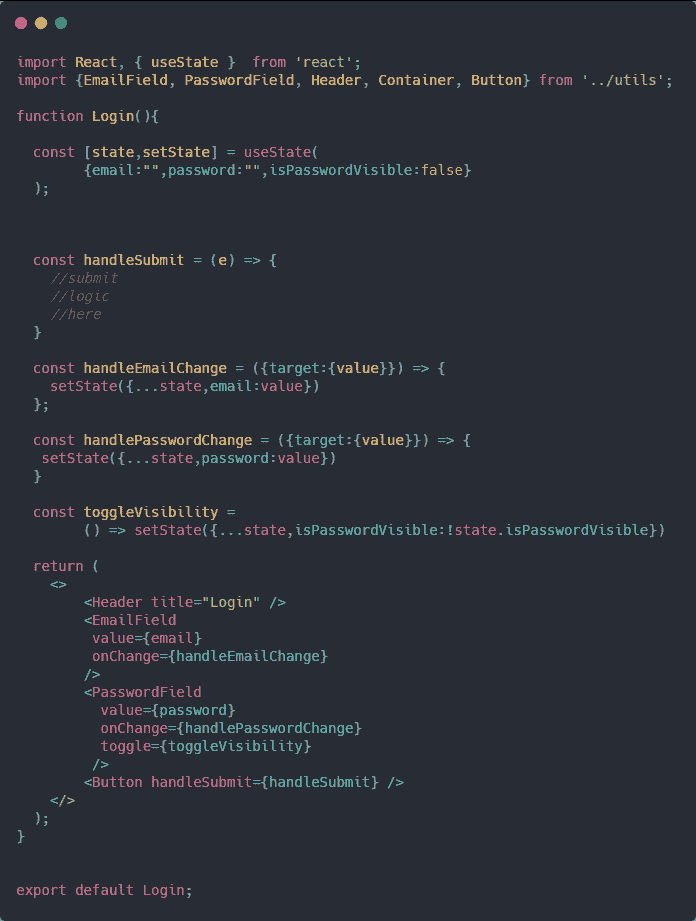 import React, { useState }  from 'react';
import {EmailField, PasswordField, Header, Container, Button} from '../utils';
function Login(){
const [state,setState] = useState(
{email:"",password:"",isPasswordVisible:false}
);
const handleSubmit = (e) => {
//submit
//logic
//here
}
const handleEmailChange = ({target:{value}}) => {
setState({...state,email:value})
};
const handlePasswordChange = ({target:{value}}) => {
setState({...state,password:value})
}
const toggleVisibility =
() => setState({...state,isPasswordVisible:!state.isPasswordVisible})
return (
<>
<Header title="Login" />
<EmailField
value={email}
onChange={handleEmailChange}
/>
<PasswordField
value={password}
onChange={handlePasswordChange}
toggle={toggleVisibility}
/>
<Button handleSubmit={handleSubmit} />
</>
);
}
export default Login;